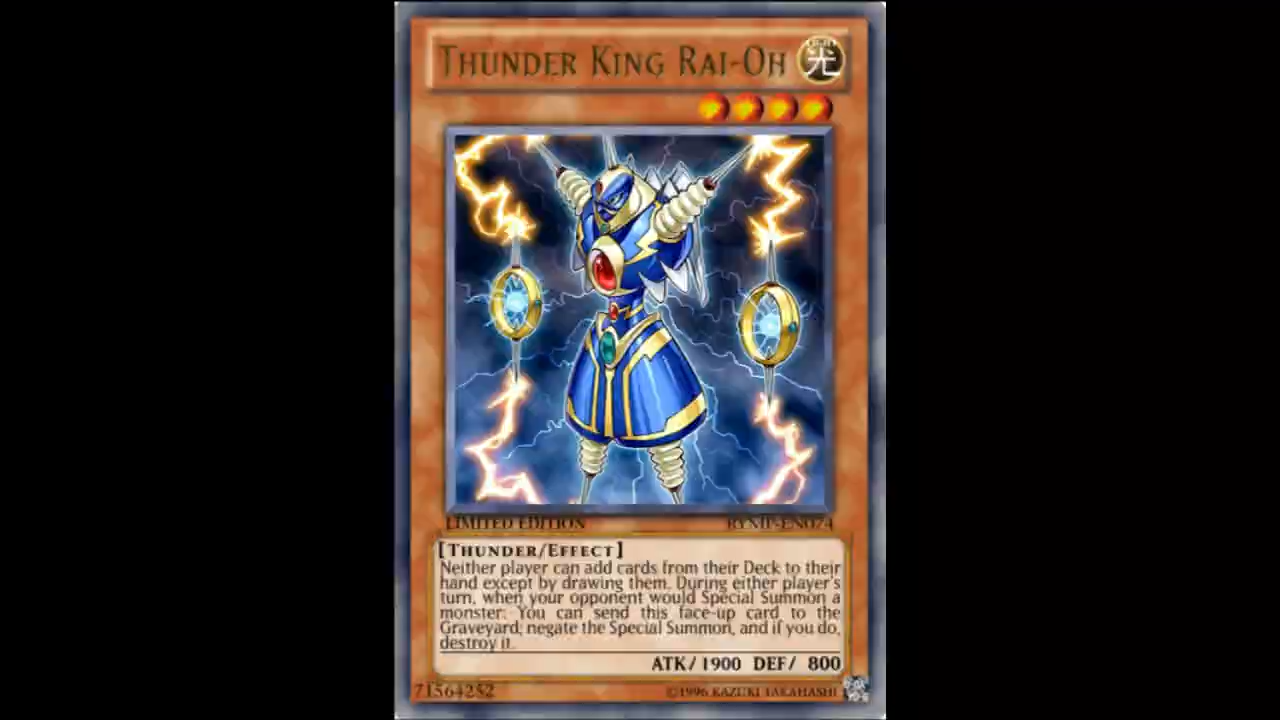 THUNDER KING RAI-OH
LIGHT
光
LIMITED EDITION
RYMP-EN074
[THUNDER/EFFECT]
Neither player can add cards from their Deck to their
hand except by drawing them. During either player's
turn, when your opponent would Special Summon a
monster: You can send this face-up card to the
Graveyard; negate the Special Summon, and if you do,
destroy it.
ATK/1900 DEF/ 800
71564252
©1996 KAZUKI TAKAHASHI